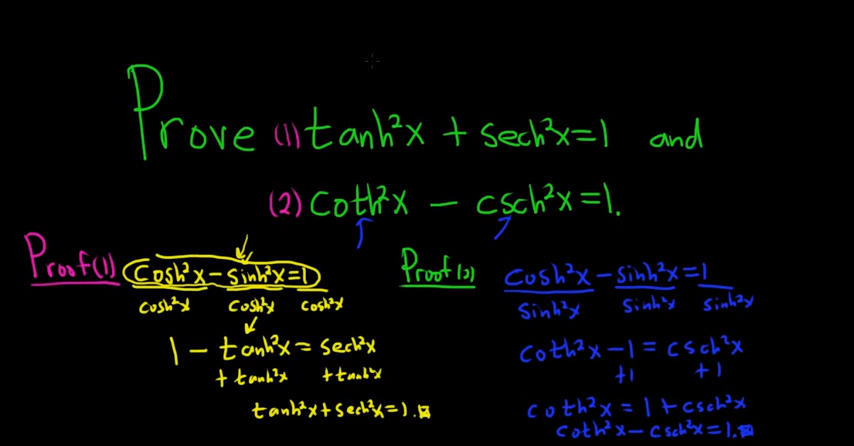 Prove (1) tanh²x + sech²x = 1 and
(2) coth²x − csch²x = 1.
Proof (1)
cosh²x − sinh²x = 1
cosh²x cosh²x cosh²x
1 − tanh²x = sech²x
+ tanh²x + tanh²x
tanh²x + sech²x = 1.
Proof (2)
cosh²x − sinh²x = 1
sinh²x sinh²x sinh²x
coth²x − 1 = csch²x
+1 +1
coth²x = 1 + csch²x
coth²x − csch²x = 1.